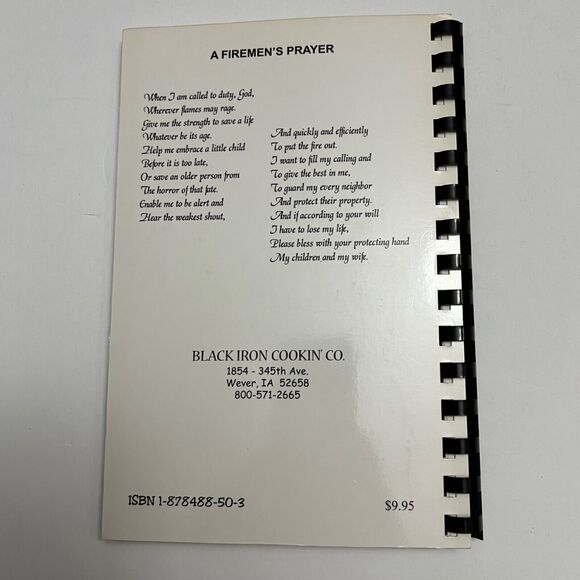 A FIREMEN'S PRAYER
When I am called to duty, God,
Wherever flames may rage.
Give me the strength to save a life
Whatever be its age.
Help me embrace a little child
Before it is too late,
Or save an older person from
The horror of that fate.
Enable me to be alert and
Hear the weakest shout,
And quickly and efficiently
To put the fire out.
I want to fill my calling and
To give the best in me,
To guard my every neighbor
And protect their property.
And if according to your will
I have to lose my life,
Please bless with your protecting hand
My children and my wife.
BLACK IRON COOKIN' CO.
1854 - 345th Ave.
Wever, IA 52658
800-571-2665
ISBN 1-878488-50-3
$9.95